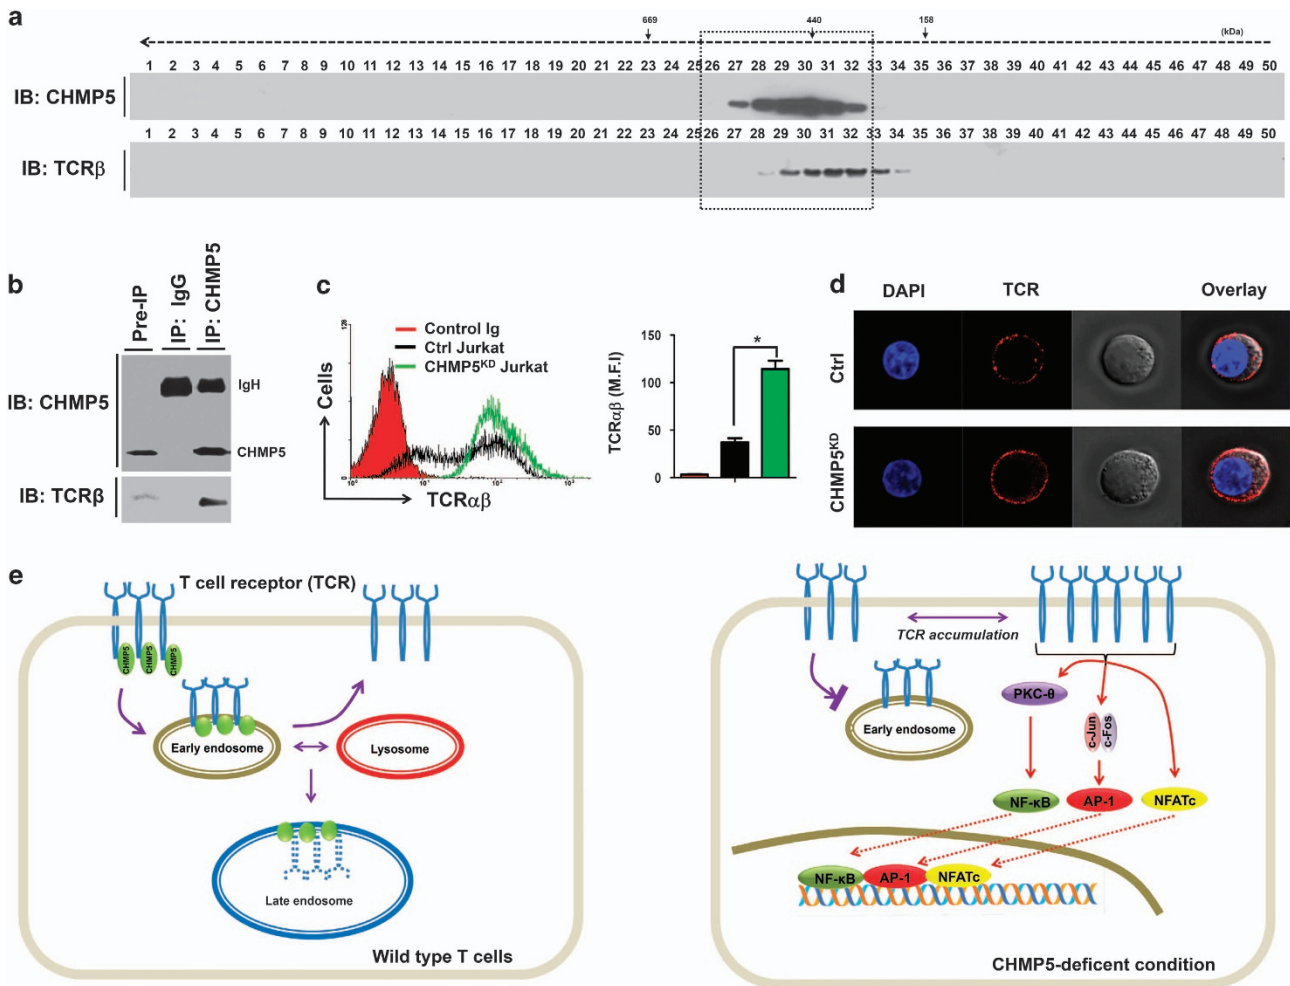 a
669 440 158 (kDa)
1 2 3 4 5 6 7 8 9 10 11 12 13 14 15 16 17 18 19 20 21 22 23 24 25 26 27 28 29 30 31 32 33 34 35 36 37 38 39 40 41 42 43 44 45 46 47 48 49 50
IB: CHMP5
1 2 3 4 5 6 7 8 9 10 11 12 13 14 15 16 17 18 19 20 21 22 23 24 25 26 27 28 29 30 31 32 33 34 35 36 37 38 39 40 41 42 43 44 45 46 47 48 49 50
IB: TCRβ
b
Pre-IP
IP: IgG
IP: CHMP5
IB: CHMP5
IgH
CHMP5
IB: TCRβ
c
Control Ig
Ctrl Jurkat
CHMP5KD Jurkat
Cells
TCRαβ
TCRαβ (M.F.I)
150
100
50
0
*
d
DAPI TCR Overlay
Ctrl
CHMP5KD
e
T cell receptor (TCR)
CHMP5
CHMP5
CHMP5
Early endosome
Lysosome
Late endosome
Wild type T cells
TCR accumulation
Early endosome
PKC-θ
c-Jun
c-Fos
NF-κB AP-1 NFATc
NF-κB AP-1 NFATc
CHMP5-deficent condition